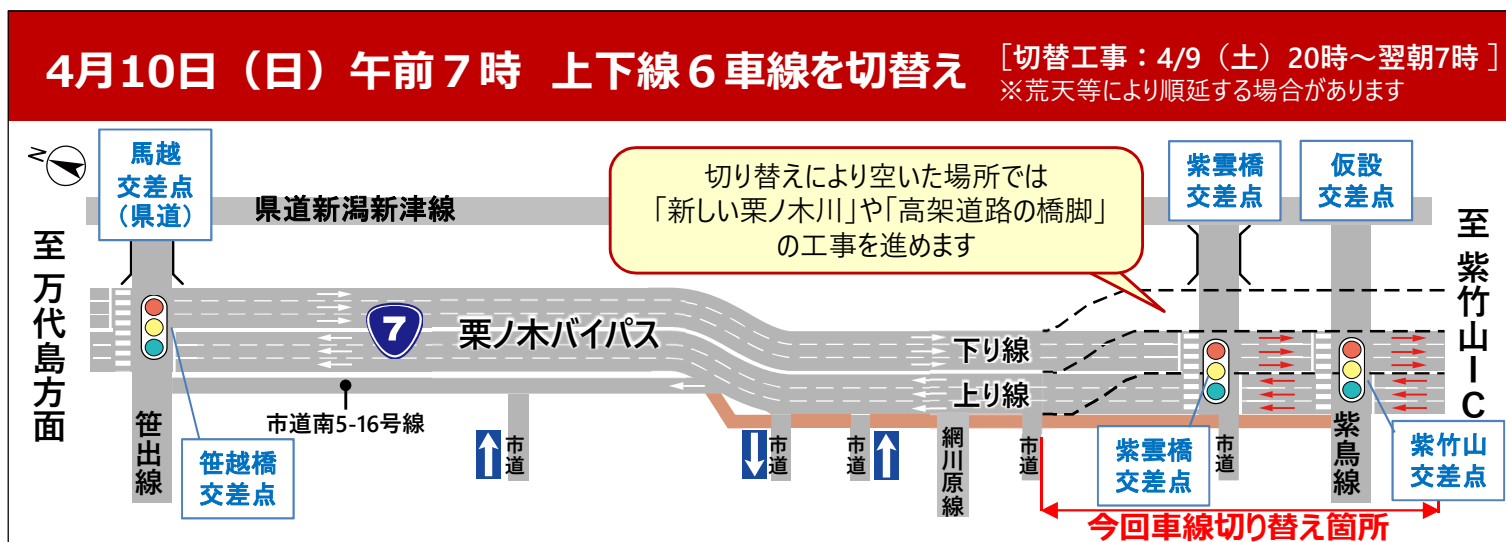 4月10日（日）午前７時 上下線６車線を切替え
［切替工事：4/9（土）20時～翌朝7時 ］
※荒天等により順延する場合があります
N
馬越
交差点
（県道）
県道新潟新津線
切り替えにより空いた場所では
「新しい栗ノ木川」や「高架道路の橋脚」
の工事を進めます
紫雲橋
交差点
仮設
交差点
至 万代島方面
至 紫竹山IC
7
栗ノ木バイパス
下り線
上り線
市道南5-16号線
笹出線
笹越橋
交差点
市道
市道
市道
網川原線
市道
紫雲橋
交差点
市道
紫鳥線
紫竹山
交差点
今回車線切り替え箇所